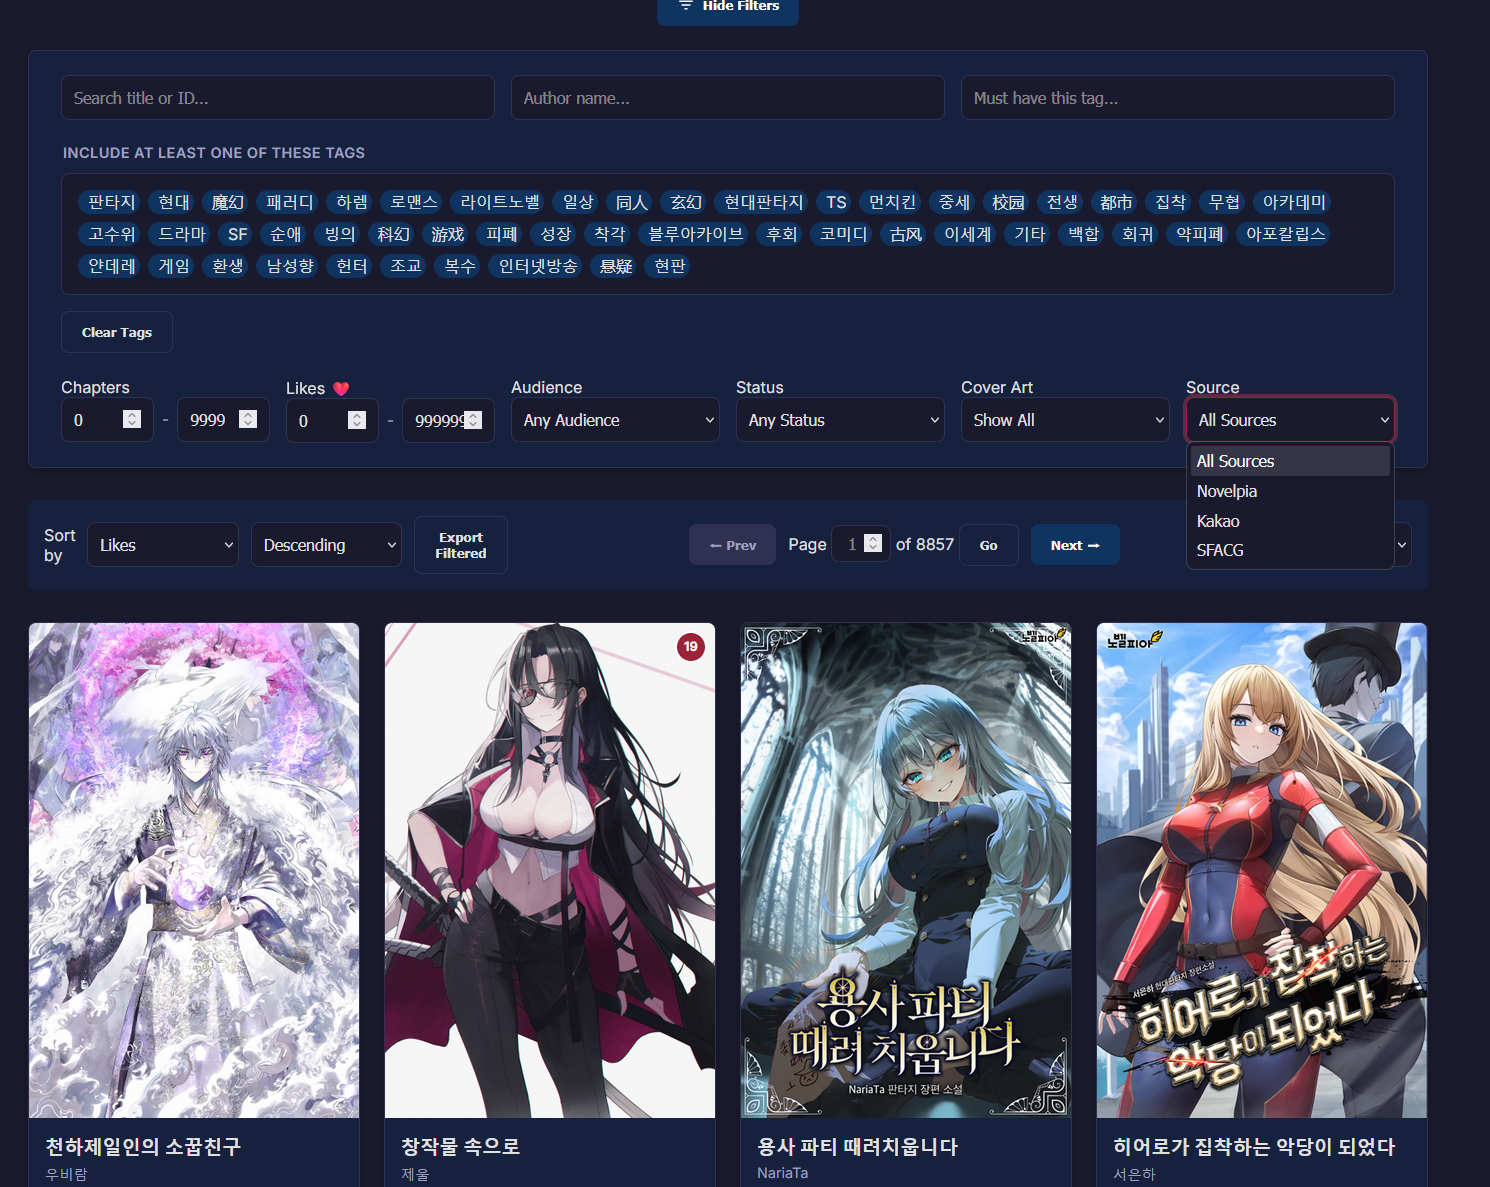 Hide Filters
Search title or ID...
Author name...
Must have this tag...
INCLUDE AT LEAST ONE OF THESE TAGS
판타지 현대 魔幻 패러디 하렘 로맨스 라이트노벨 일상 同人 玄幻 현대판타지 TS 먼치킨 중세 校园 전생 都市 집착 무협 아카데미
고수위 드라마 SF 순애 빙의 科幻 游戏 피폐 성장 착각 블루아카이브 후회 코미디 古风 이세계 기타 백합 회귀 약피폐 아포칼립스
얀데레 게임 환생 남성향 헌터 조교 복수 인터넷방송 悬疑 현판
Clear Tags
Chapters
Likes
Audience
Status
Cover Art
Source
0 - 9999
0 - 999999
Any Audience
Any Status
Show All
All Sources
All Sources
Novelpia
Kakao
SFACG
Sort by
Likes
Descending
Export Filtered
← Prev
Page 1 of 8857
Go
Next →
19
노벨피아
노벨피아
용사 파티
때려 치웁니다
NariaTa 판타지 장편 소설
서은하 현대판타지 장편소설
히어로가 집착하는
악당이 되었다
천하제일인의 소꿉친구
우비람
창작물 속으로
제울
용사 파티 때려치웁니다
NariaTa
히어로가 집착하는 악당이 되었다
서은하